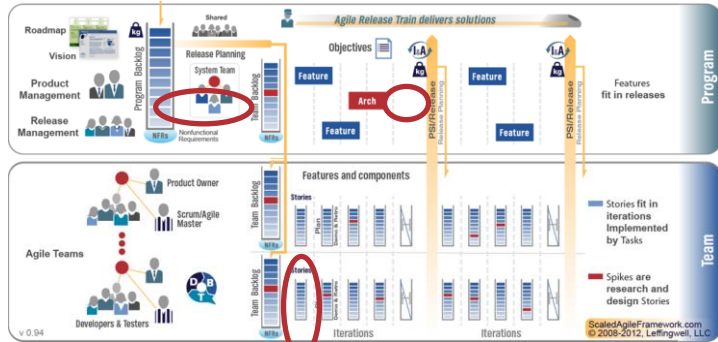 Roadmap
Vision
Product
Management
Release
Management
kg
Program Backlog
NFRs
Nonfunctional
Requirements
Shared
Release Planning
System Team
Team Backlog
NFRs
Agile Release Train delivers solutions
Objectives
I&A
kg
I&A
kg
Feature
Arch
Feature
Feature
Feature
PSI/Release
Release Planning
PSI/Release
Release Planning
Features
fit in releases
Program
Agile Teams
Product Owner
Scrum/Agile
Master
D B T
Developers & Testers
v 0.94
Team Backlog
NFRs
Team Backlog
NFRs
Features and components
Stories
Plan
Stories
Iterations
Iterations
Stories fit in
iterations
Implemented
by Tasks
Spikes are
research and
design Stories
ScaledAgileFramework.com
© 2008-2012, Leffingwell, LLC
Team